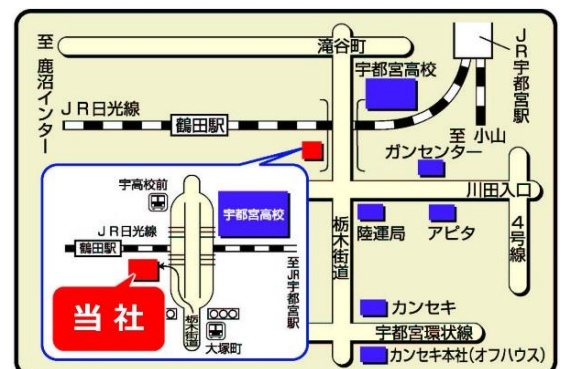 至 鹿沼インター
滝谷町
JR宇都宮駅
宇都宮高校
JR日光線
鶴田駅
至 小山
ガンセンター
川田入口
宇高校前
宇都宮高校
JR日光線
鶴田駅
至JR宇都宮駅
当社
栃木街道
大塚町
栃木街道
陸運局
アピタ
4号線
カンセキ
宇都宮環状線
カンセキ本社(オフハウス)